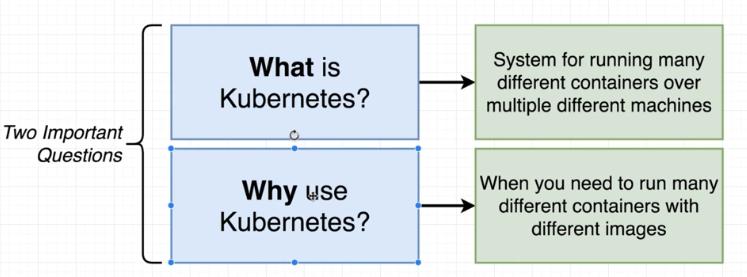 Two Important
Questions
What is
Kubernetes?
System for running many
different containers over
multiple different machines
Why use
Kubernetes?
When you need to run many
different containers with
different images